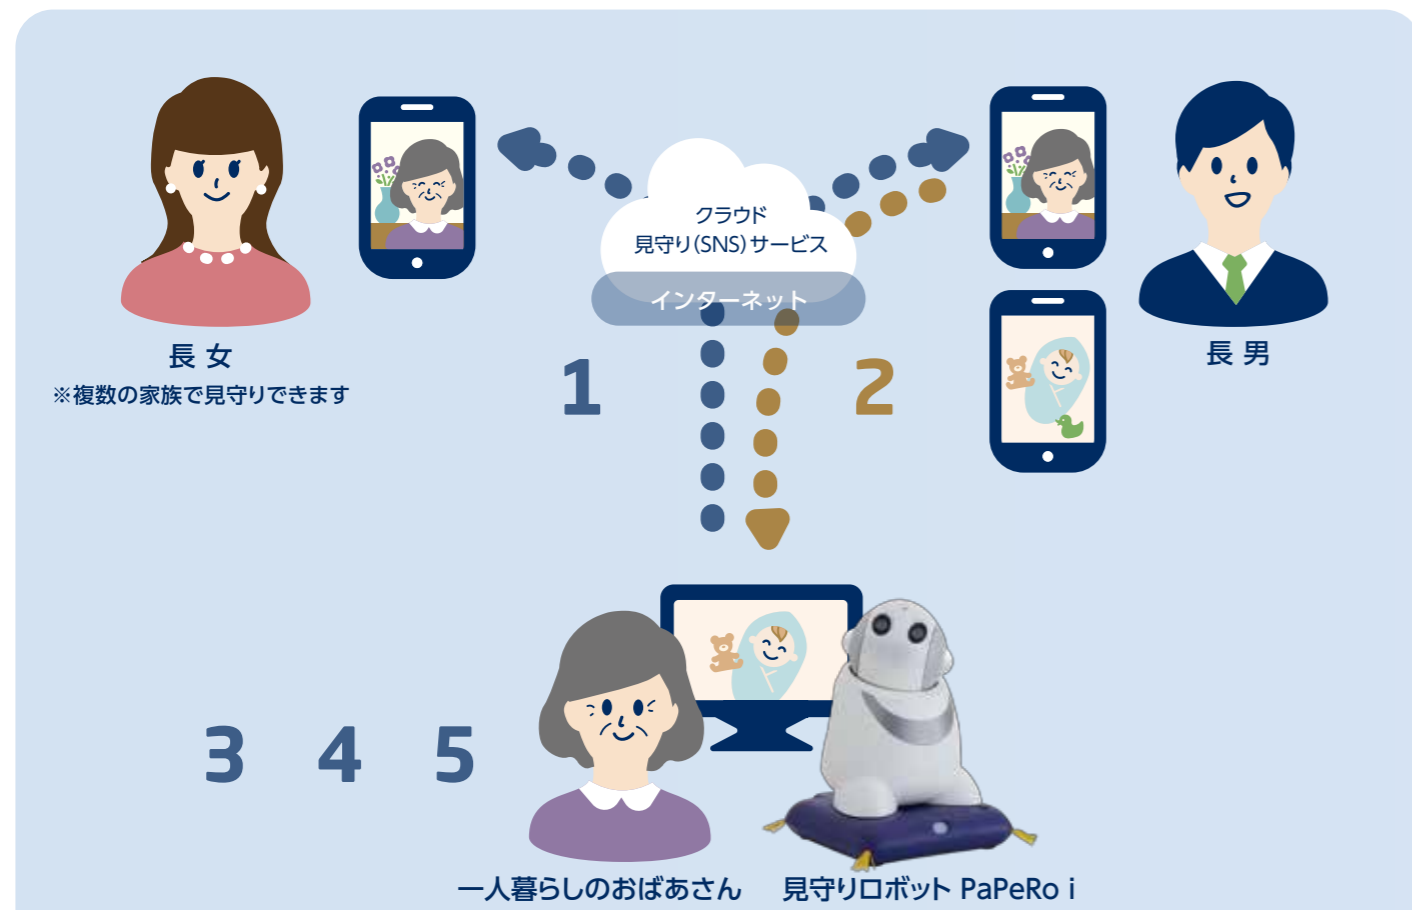 クラウド
見守り(SNS)サービス
インターネット
長 女
※複数の家族で見守りできます
長 男
1
2
3 4 5
一人暮らしのおばあさん
見守りロボット PaPeRo i